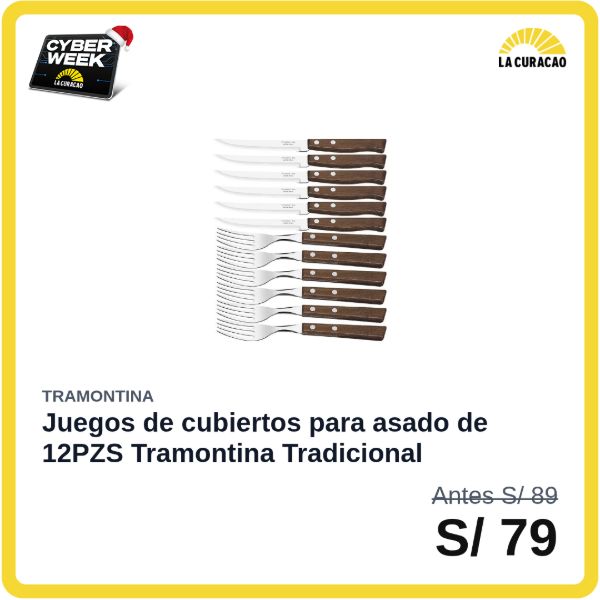 CYBER
WEEK
LA CURACAO
LA CURACAO
TRAMONTINA
Juegos de cubiertos para asado de
12PZS Tramontina Tradicional
Antes S/ 89
S/ 79